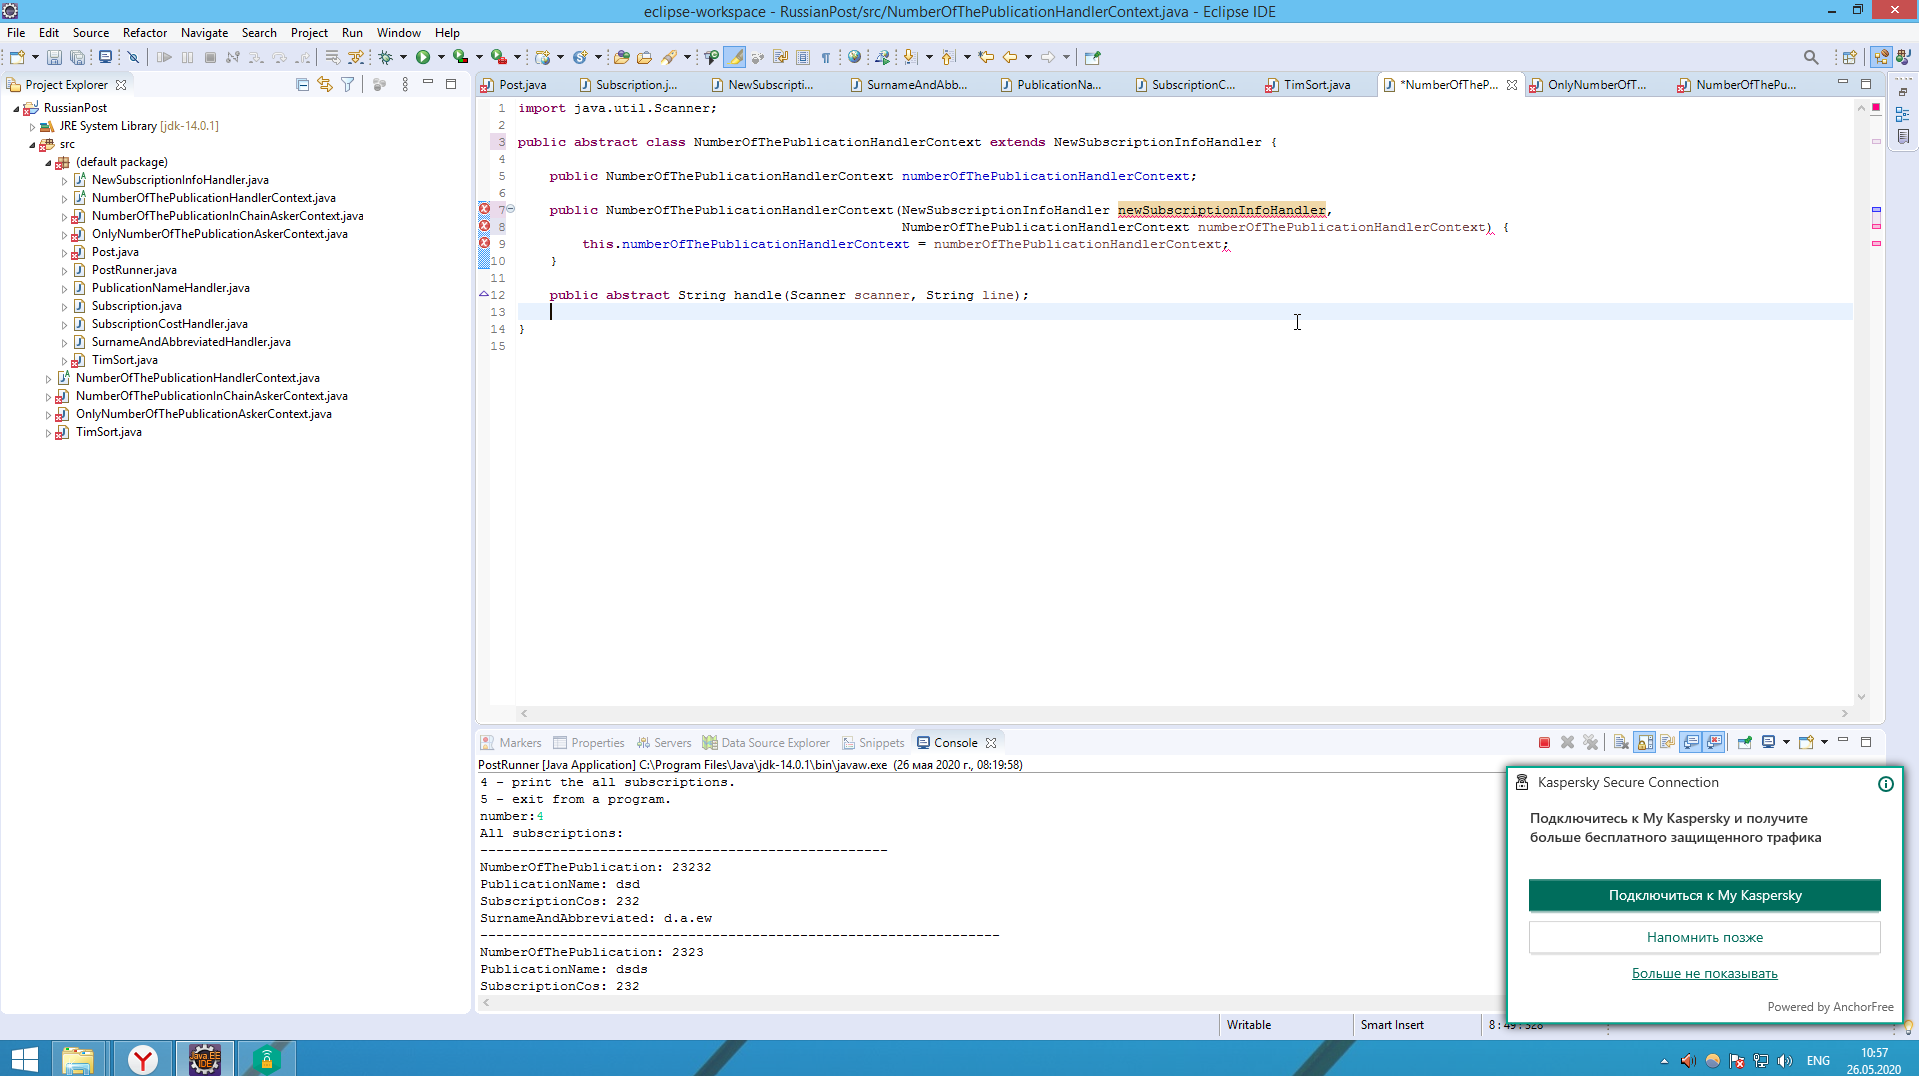 eclipse-workspace - RussianPost/src/NumberOfThePublicationHandlerContext.java - Eclipse IDE
File Edit Source Refactor Navigate Search Project Run Window Help
Project Explorer
RussianPost
JRE System Library [jdk-14.0.1]
src
(default package)
NewSubscriptionInfoHandler.java
NumberOfThePublicationHandlerContext.java
NumberOfThePublicationInChainAskerContext.java
OnlyNumberOfThePublicationAskerContext.java
Post.java
PostRunner.java
PublicationNameHandler.java
Subscription.java
SubscriptionCostHandler.java
SurnameAndAbbreviatedHandler.java
TimSort.java
NumberOfThePublicationHandlerContext.java
NumberOfThePublicationInChainAskerContext.java
OnlyNumberOfThePublicationAskerContext.java
TimSort.java
Post.java Subscription.j... NewSubscripti... SurnameAndAbb... PublicationNa... SubscriptionC... TimSort.java *NumberOfTheP... OnlyNumberOfT... NumberOfThePu...
1 import java.util.Scanner;
2
3 public abstract class NumberOfThePublicationHandlerContext extends NewSubscriptionInfoHandler {
4
5 public NumberOfThePublicationHandlerContext numberOfThePublicationHandlerContext;
6
7 public NumberOfThePublicationHandlerContext(NewSubscriptionInfoHandler newSubscriptionInfoHandler,
8 NumberOfThePublicationHandlerContext numberOfThePublicationHandlerContext) {
9 this.numberOfThePublicationHandlerContext = numberOfThePublicationHandlerContext;
10 }
11
12 public abstract String handle(Scanner scanner, String line);
13
14 }
15
Markers Properties Servers Data Source Explorer Snippets Console
PostRunner [Java Application] C:\Program Files\Java\jdk-14.0.1\bin\javaw.exe (26 мая 2020 г., 08:19:58)
4 - print the all subscriptions.
5 - exit from a program.
number:4
All subscriptions:
---------------------------------------------------
NumberOfThePublication: 23232
PublicationName: dsd
SubscriptionCos: 232
SurnameAndAbbreviated: d.a.ew
-----------------------------------------------------------------
NumberOfThePublication: 2323
PublicationName: dsds
SubscriptionCos: 232
Kaspersky Secure Connection
Подключитесь к My Kaspersky и получите
больше бесплатного защищенного трафика
Подключиться к My Kaspersky
Напомнить позже
Больше не показывать
Powered by AnchorFree
Writable Smart Insert 8 : 49 : 328
Java EE
IDE
ENG
10:57
26.05.2020